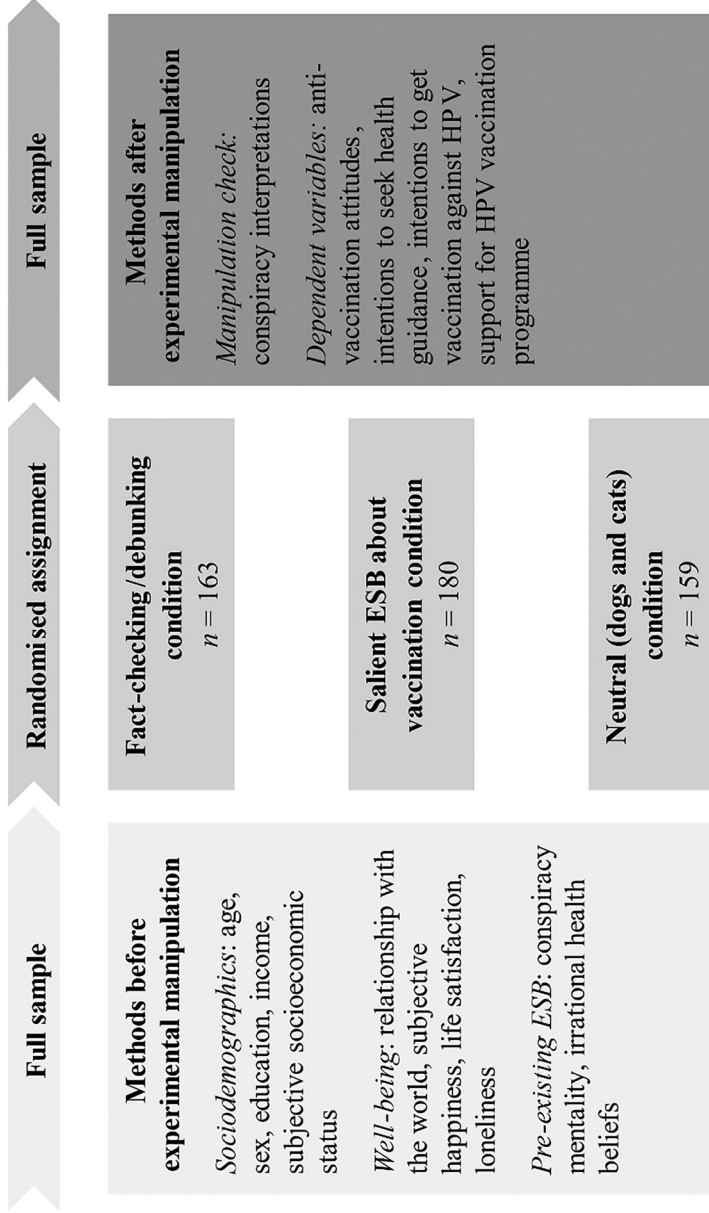 Full sample
Methods before
experimental manipulation
Sociodemographics: age,
sex, education, income,
subjective socioeconomic
status
Well-being: relationship with
the world, subjective
happiness, life satisfaction,
loneliness
Pre-existing ESB: conspiracy
mentality, irrational health
beliefs
Randomised assignment
Fact-checking/debunking
condition
n = 163
Salient ESB about
vaccination condition
n = 180
Neutral (dogs and cats)
condition
n = 159
Full sample
Methods after
experimental manipulation
Manipulation check:
conspiracy interpretations
Dependent variables: anti-
vaccination attitudes,
intentions to seek health
guidance, intentions to get
vaccination against HPV,
support for HPV vaccination
programme